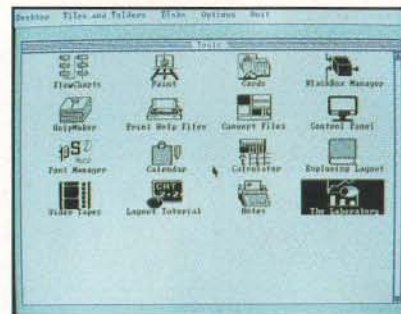 Desktop Files and Folders Disks Options Host
Tools
FlowCharts Paint Cards BlackBox Manager
HelpMaker Print Help Files Convert Files Control Panel
Font Manager Calendar Calculator Exploring Layout
Video Tapes Layout Tutorial Notes The Laboratory